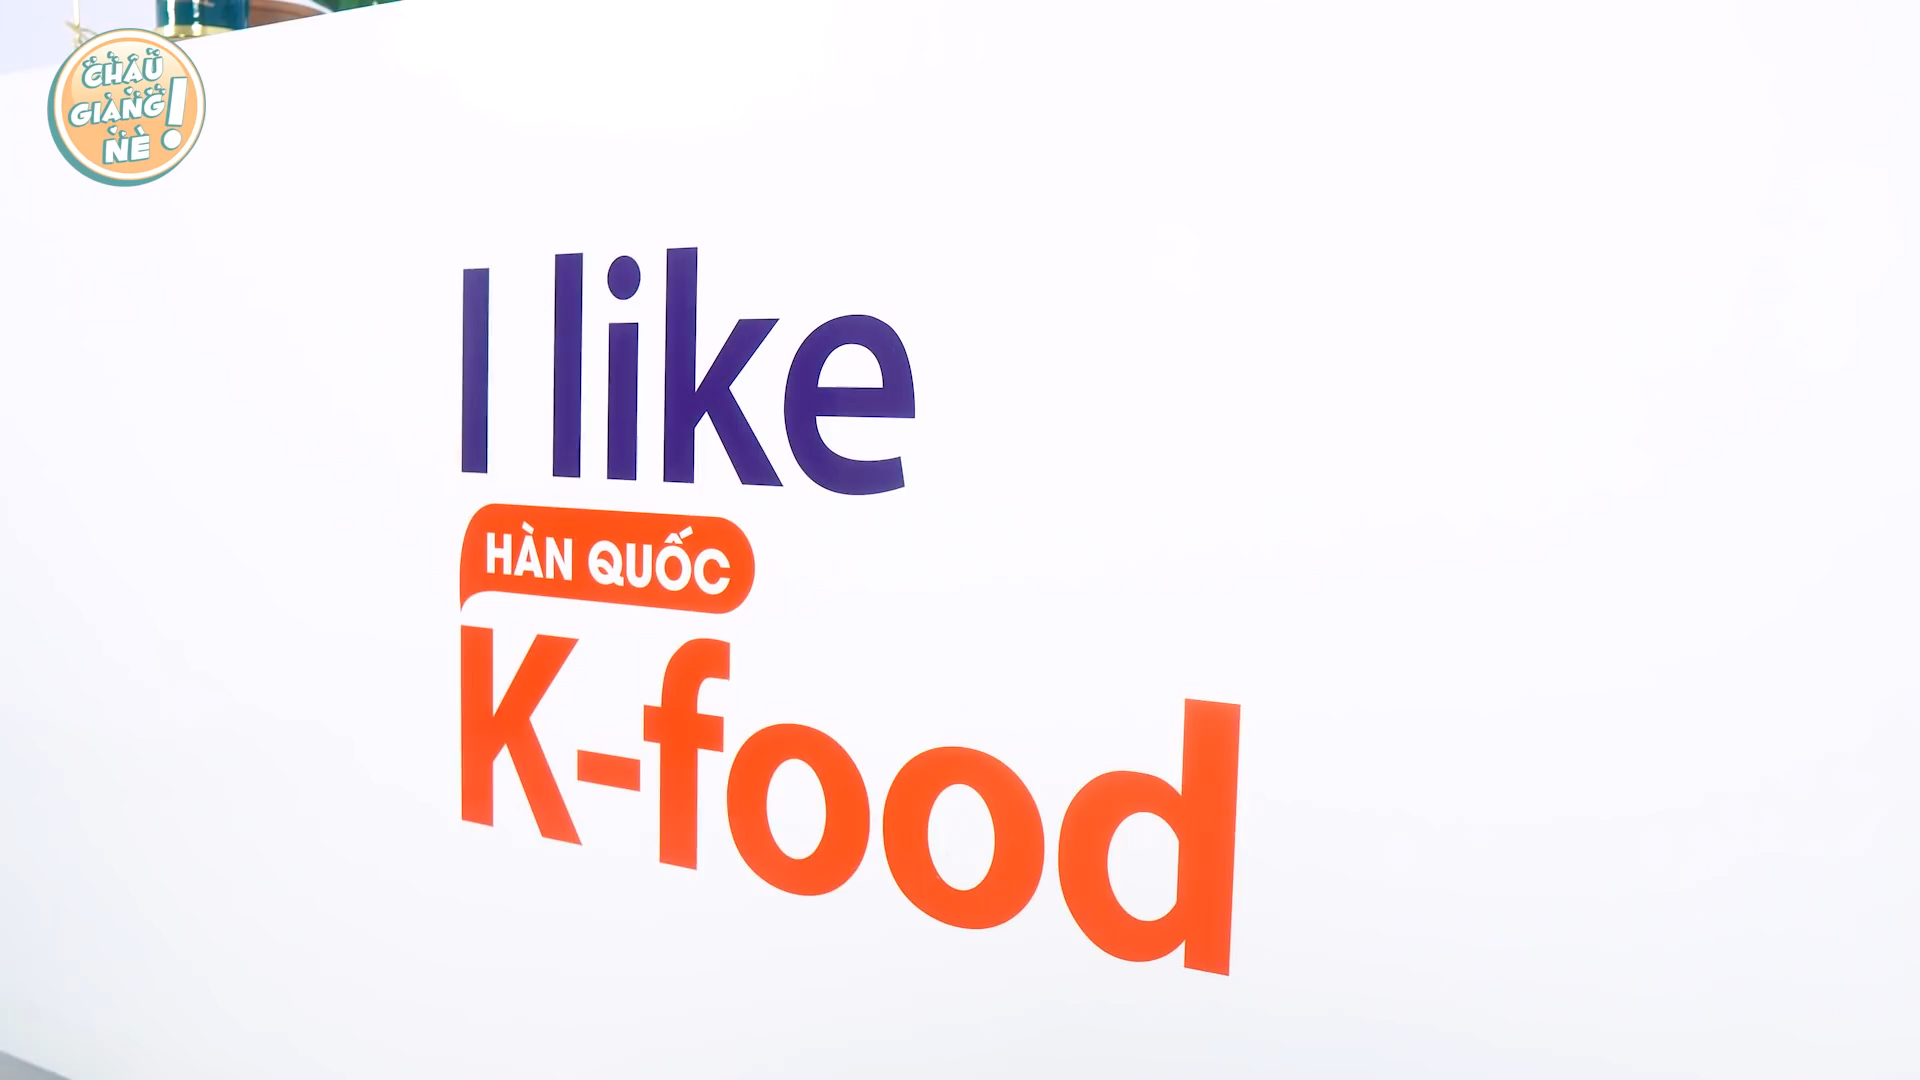 CHÂU
GIANG
NÈ!
I like
HÀN QUỐC
K-food